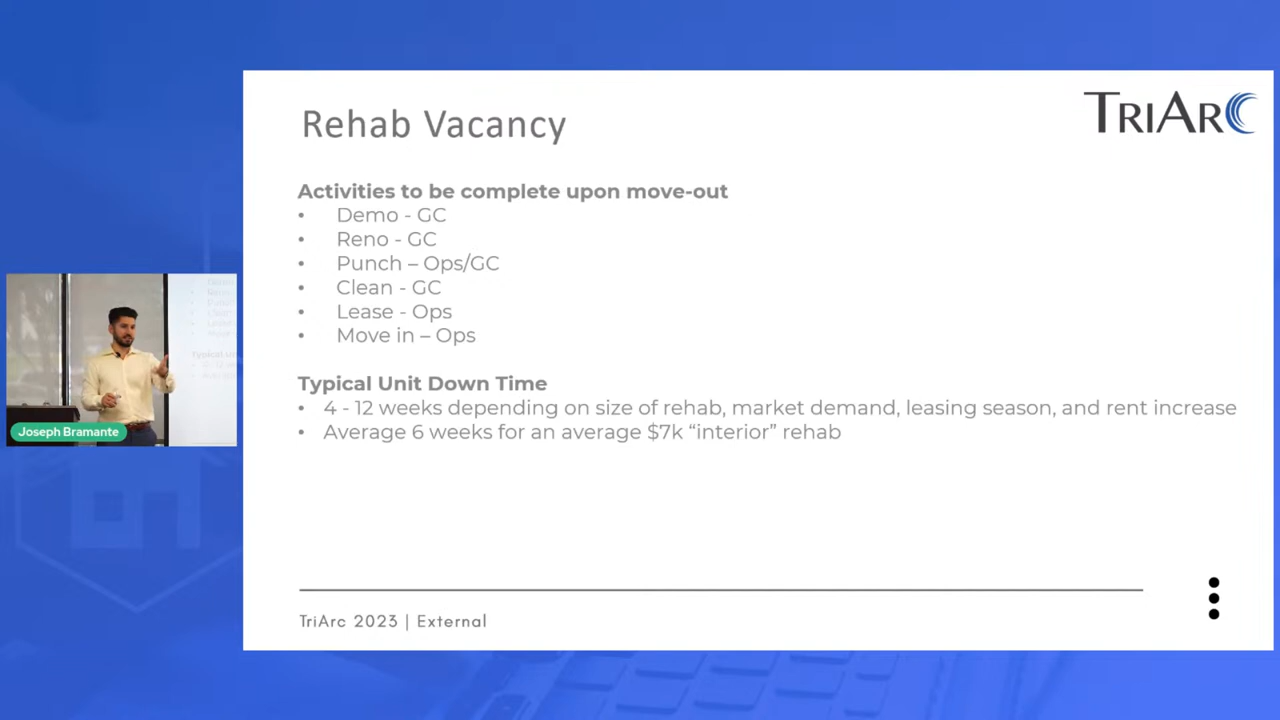 Rehab Vacancy
TRIARC
Activities to be complete upon move-out
• Demo - GC
• Reno - GC
• Punch – Ops/GC
• Clean - GC
• Lease - Ops
• Move in – Ops
Typical Unit Down Time
• 4 - 12 weeks depending on size of rehab, market demand, leasing season, and rent increase
• Average 6 weeks for an average $7k “interior” rehab
Joseph Bramante
TriArc 2023 | External